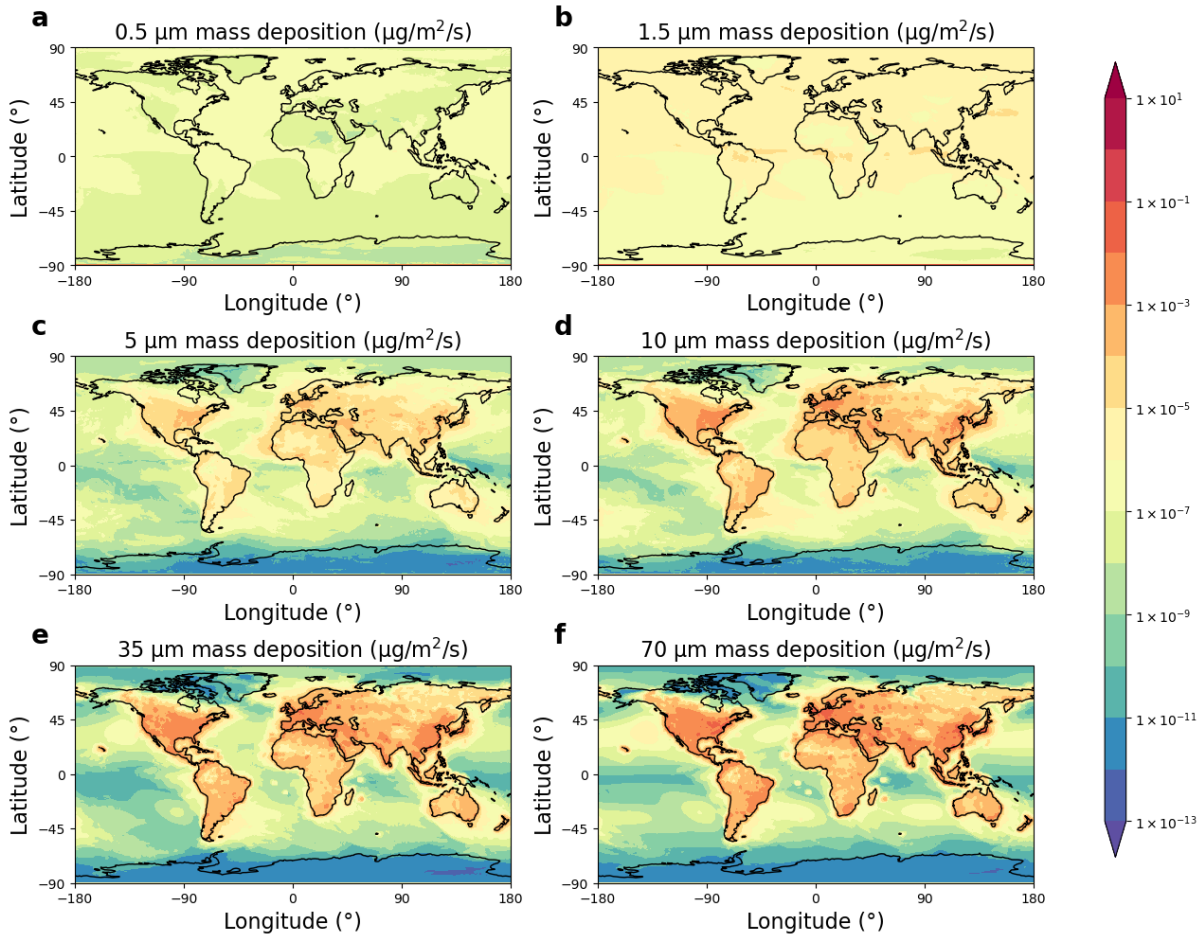 a
0.5 µm mass deposition (µg/m²/s)
90
45
0
−45
−90
Latitude (°)
−180
−90
0
90
180
Longitude (°)
b
1.5 µm mass deposition (µg/m²/s)
90
45
0
−45
−90
Latitude (°)
−180
−90
0
90
180
Longitude (°)
c
5 µm mass deposition (µg/m²/s)
90
45
0
−45
−90
Latitude (°)
−180
−90
0
90
180
Longitude (°)
d
10 µm mass deposition (µg/m²/s)
90
45
0
−45
−90
Latitude (°)
−180
−90
0
90
180
Longitude (°)
e
35 µm mass deposition (µg/m²/s)
90
45
0
−45
−90
Latitude (°)
−180
−90
0
90
180
Longitude (°)
f
70 µm mass deposition (µg/m²/s)
90
45
0
−45
−90
Latitude (°)
−180
−90
0
90
180
Longitude (°)
1 × 10¹
1 × 10⁻¹
1 × 10⁻³
1 × 10⁻⁵
1 × 10⁻⁷
1 × 10⁻⁹
1 × 10⁻¹¹
1 × 10⁻¹³